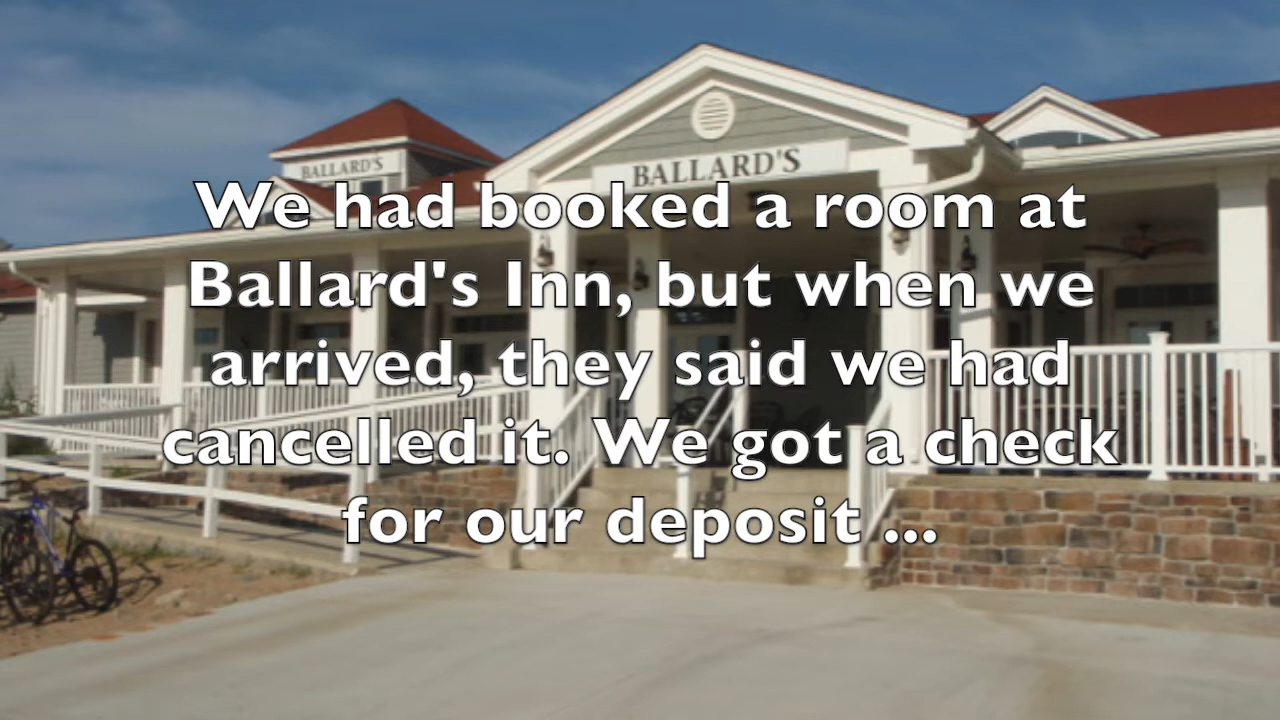 BALLARD'S
BALLARD'S
We had booked a room at
Ballard's Inn, but when we
arrived, they said we had
cancelled it. We got a check
for our deposit ...